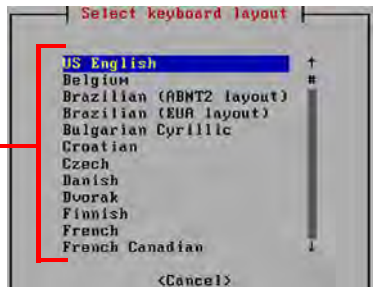 Select keyboard layout
US English
Belgium
Brazilian (ABNT2 layout)
Brazilian (EUA layout)
Bulgarian Cyrillic
Croatian
Czech
Danish
Dvorak
Finnish
French
French Canadian
<Cancel>